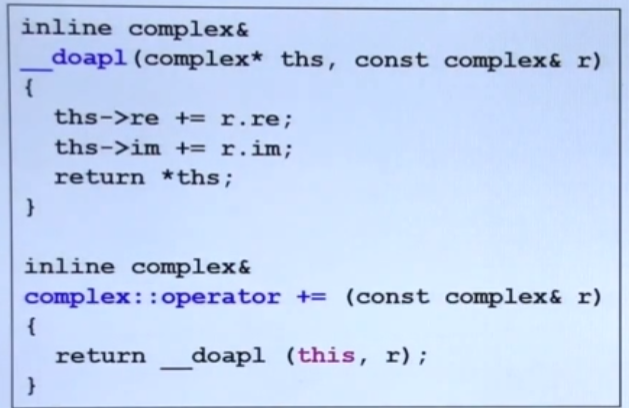 inline complex&
__doapl(complex* ths, const complex& r)
{
  ths->re += r.re;
  ths->im += r.im;
  return *ths;
}

inline complex&
complex::operator += (const complex& r)
{
  return __doapl (this, r);
}